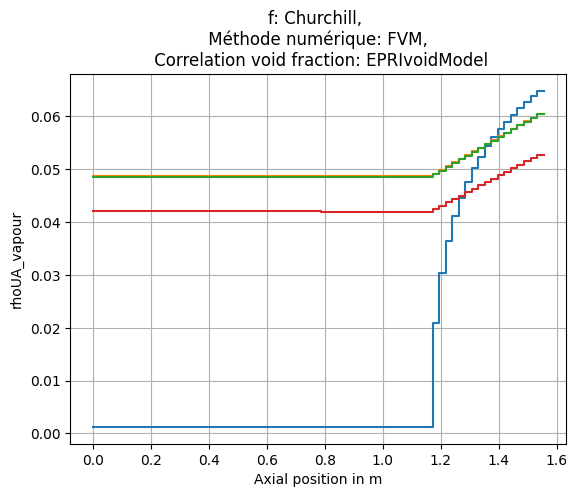 f: Churchill,
Méthode numérique: FVM,
Correlation void fraction: EPRIvoidModel
rhoUA_vapour
0.06
0.05
0.04
0.03
0.02
0.01
0.00
0.0 0.2 0.4 0.6 0.8 1.0 1.2 1.4 1.6
Axial position in m